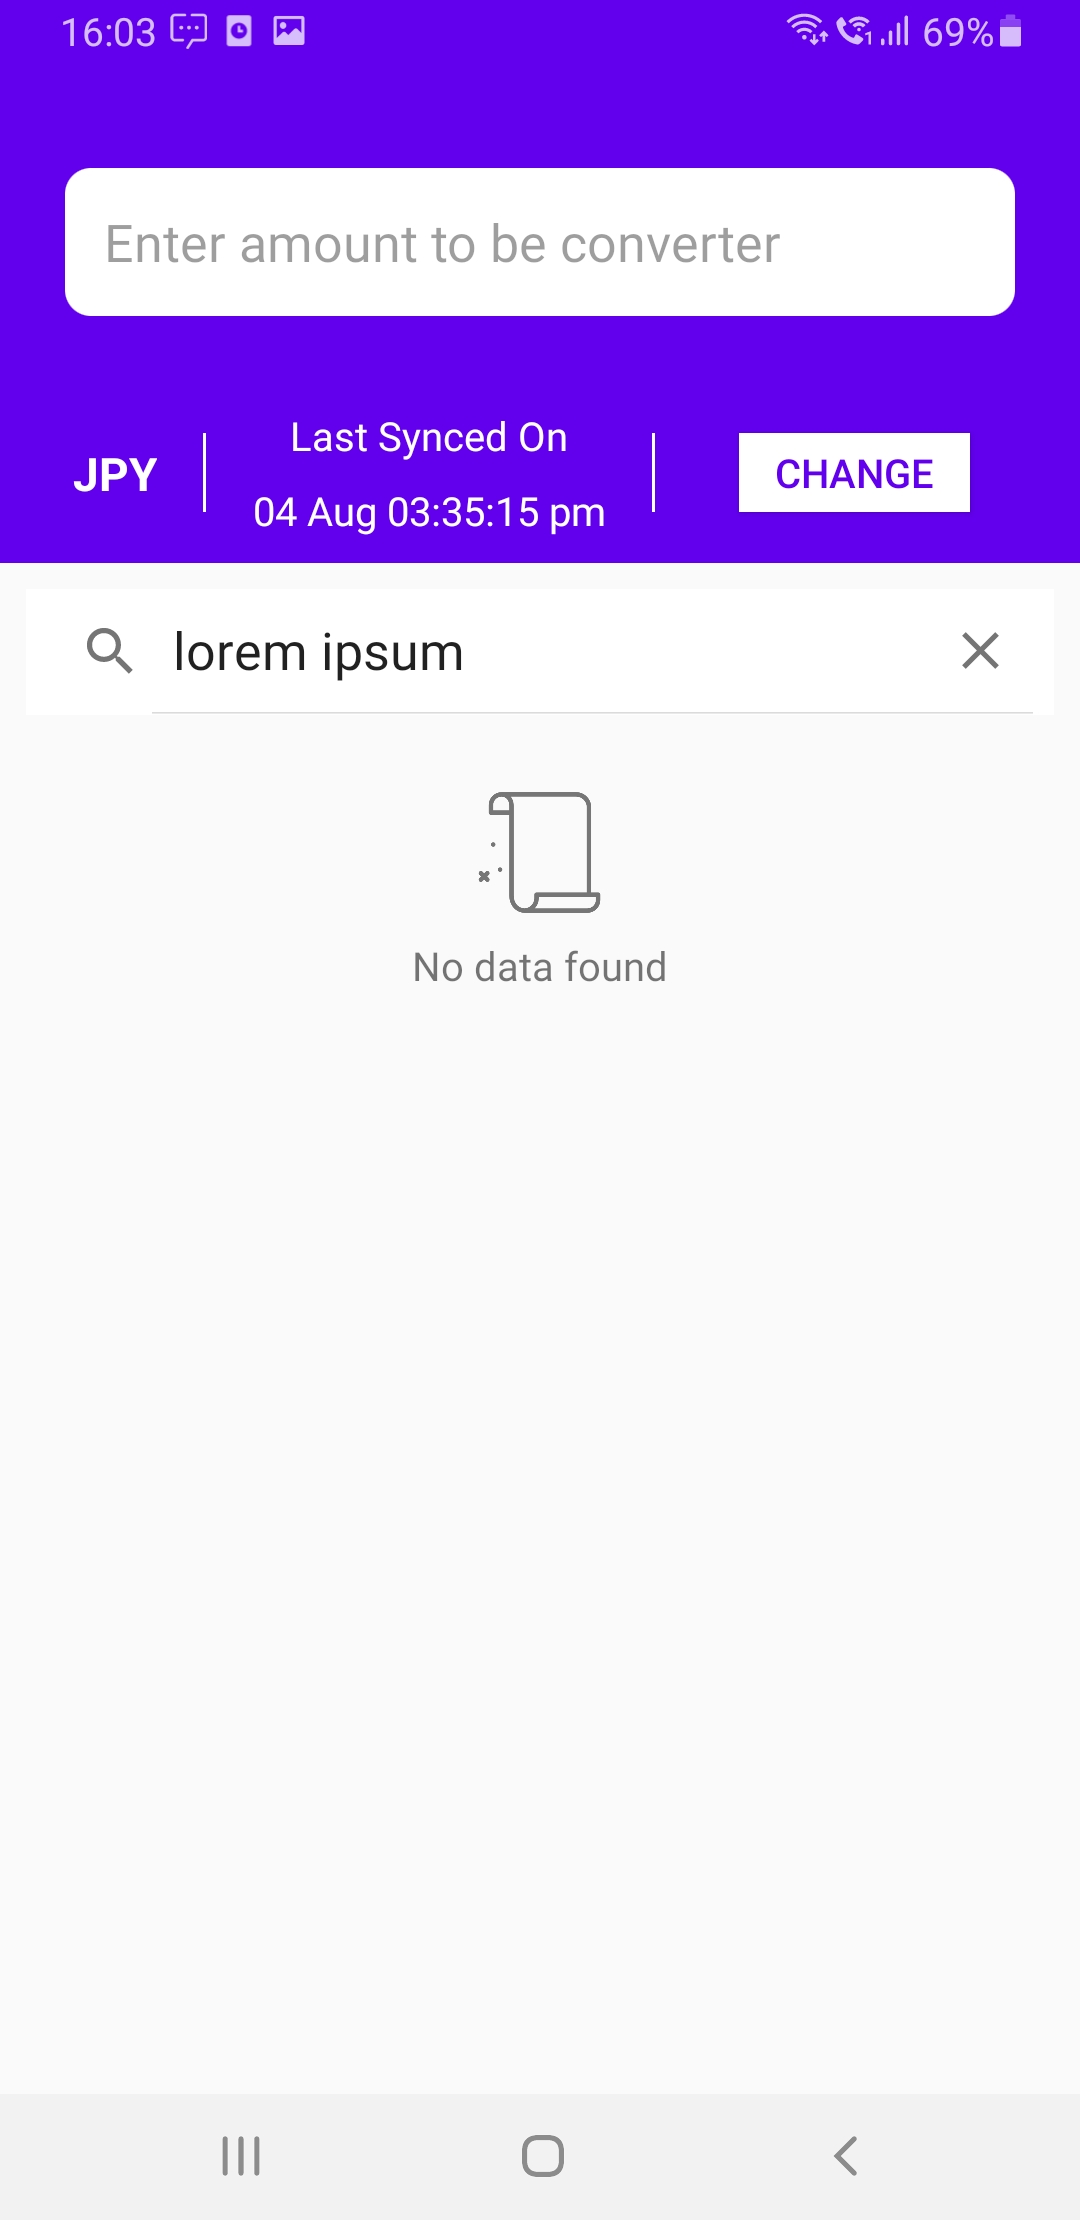 16:03
69%
Enter amount to be converter
JPY
Last Synced On
04 Aug 03:35:15 pm
CHANGE
lorem ipsum
No data found